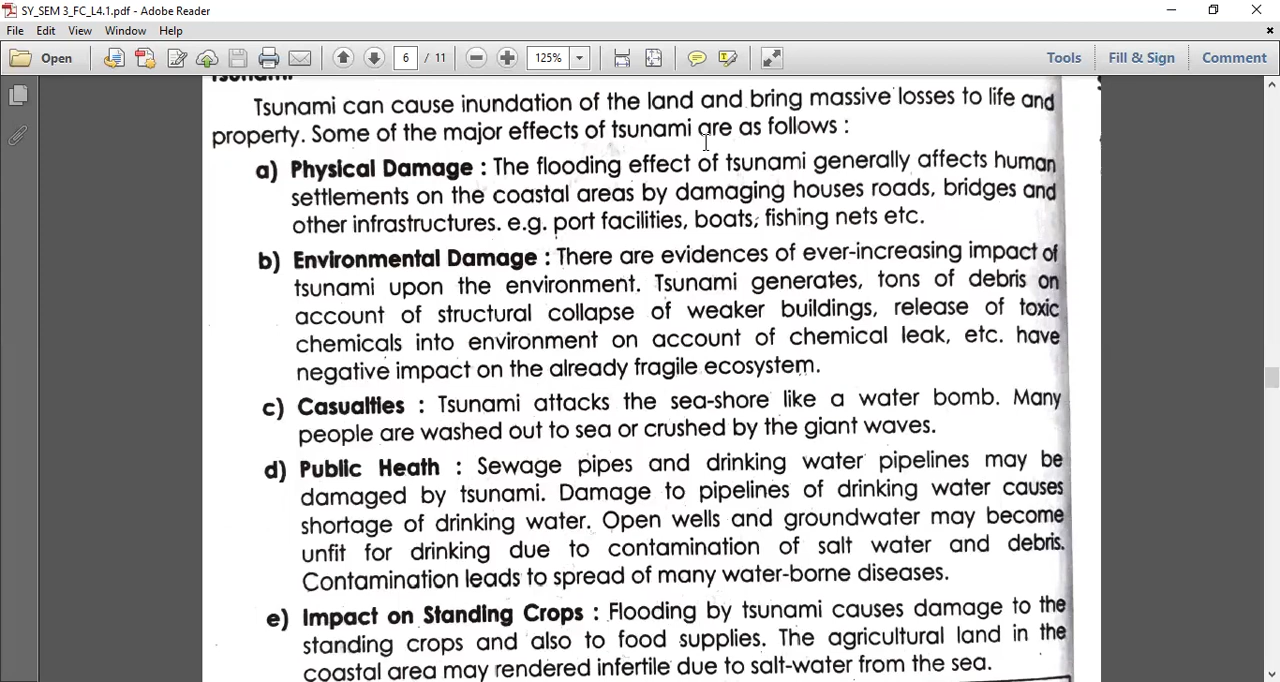 SY_SEM 3_FC_L4.1.pdf - Adobe Reader
File Edit View Window Help
Open 6 / 11 125% Tools Fill & Sign Comment
Tsunami
Tsunami can cause inundation of the land and bring massive losses to life and
property. Some of the major effects of tsunami are as follows :
a) Physical Damage : The flooding effect of tsunami generally affects human
settlements on the coastal areas by damaging houses roads, bridges and
other infrastructures. e.g. port facilities, boats, fishing nets etc.
b) Environmental Damage : There are evidences of ever-increasing impact of
tsunami upon the environment. Tsunami generates, tons of debris on
account of structural collapse of weaker buildings, release of toxic
chemicals into environment on account of chemical leak, etc. have
negative impact on the already fragile ecosystem.
c) Casualties : Tsunami attacks the sea-shore like a water bomb. Many
people are washed out to sea or crushed by the giant waves.
d) Public Heath : Sewage pipes and drinking water pipelines may be
damaged by tsunami. Damage to pipelines of drinking water causes
shortage of drinking water. Open wells and groundwater may become
unfit for drinking due to contamination of salt water and debris.
Contamination leads to spread of many water-borne diseases.
e) Impact on Standing Crops : Flooding by tsunami causes damage to the
standing crops and also to food supplies. The agricultural land in the
coastal area may rendered infertile due to salt-water from the sea.